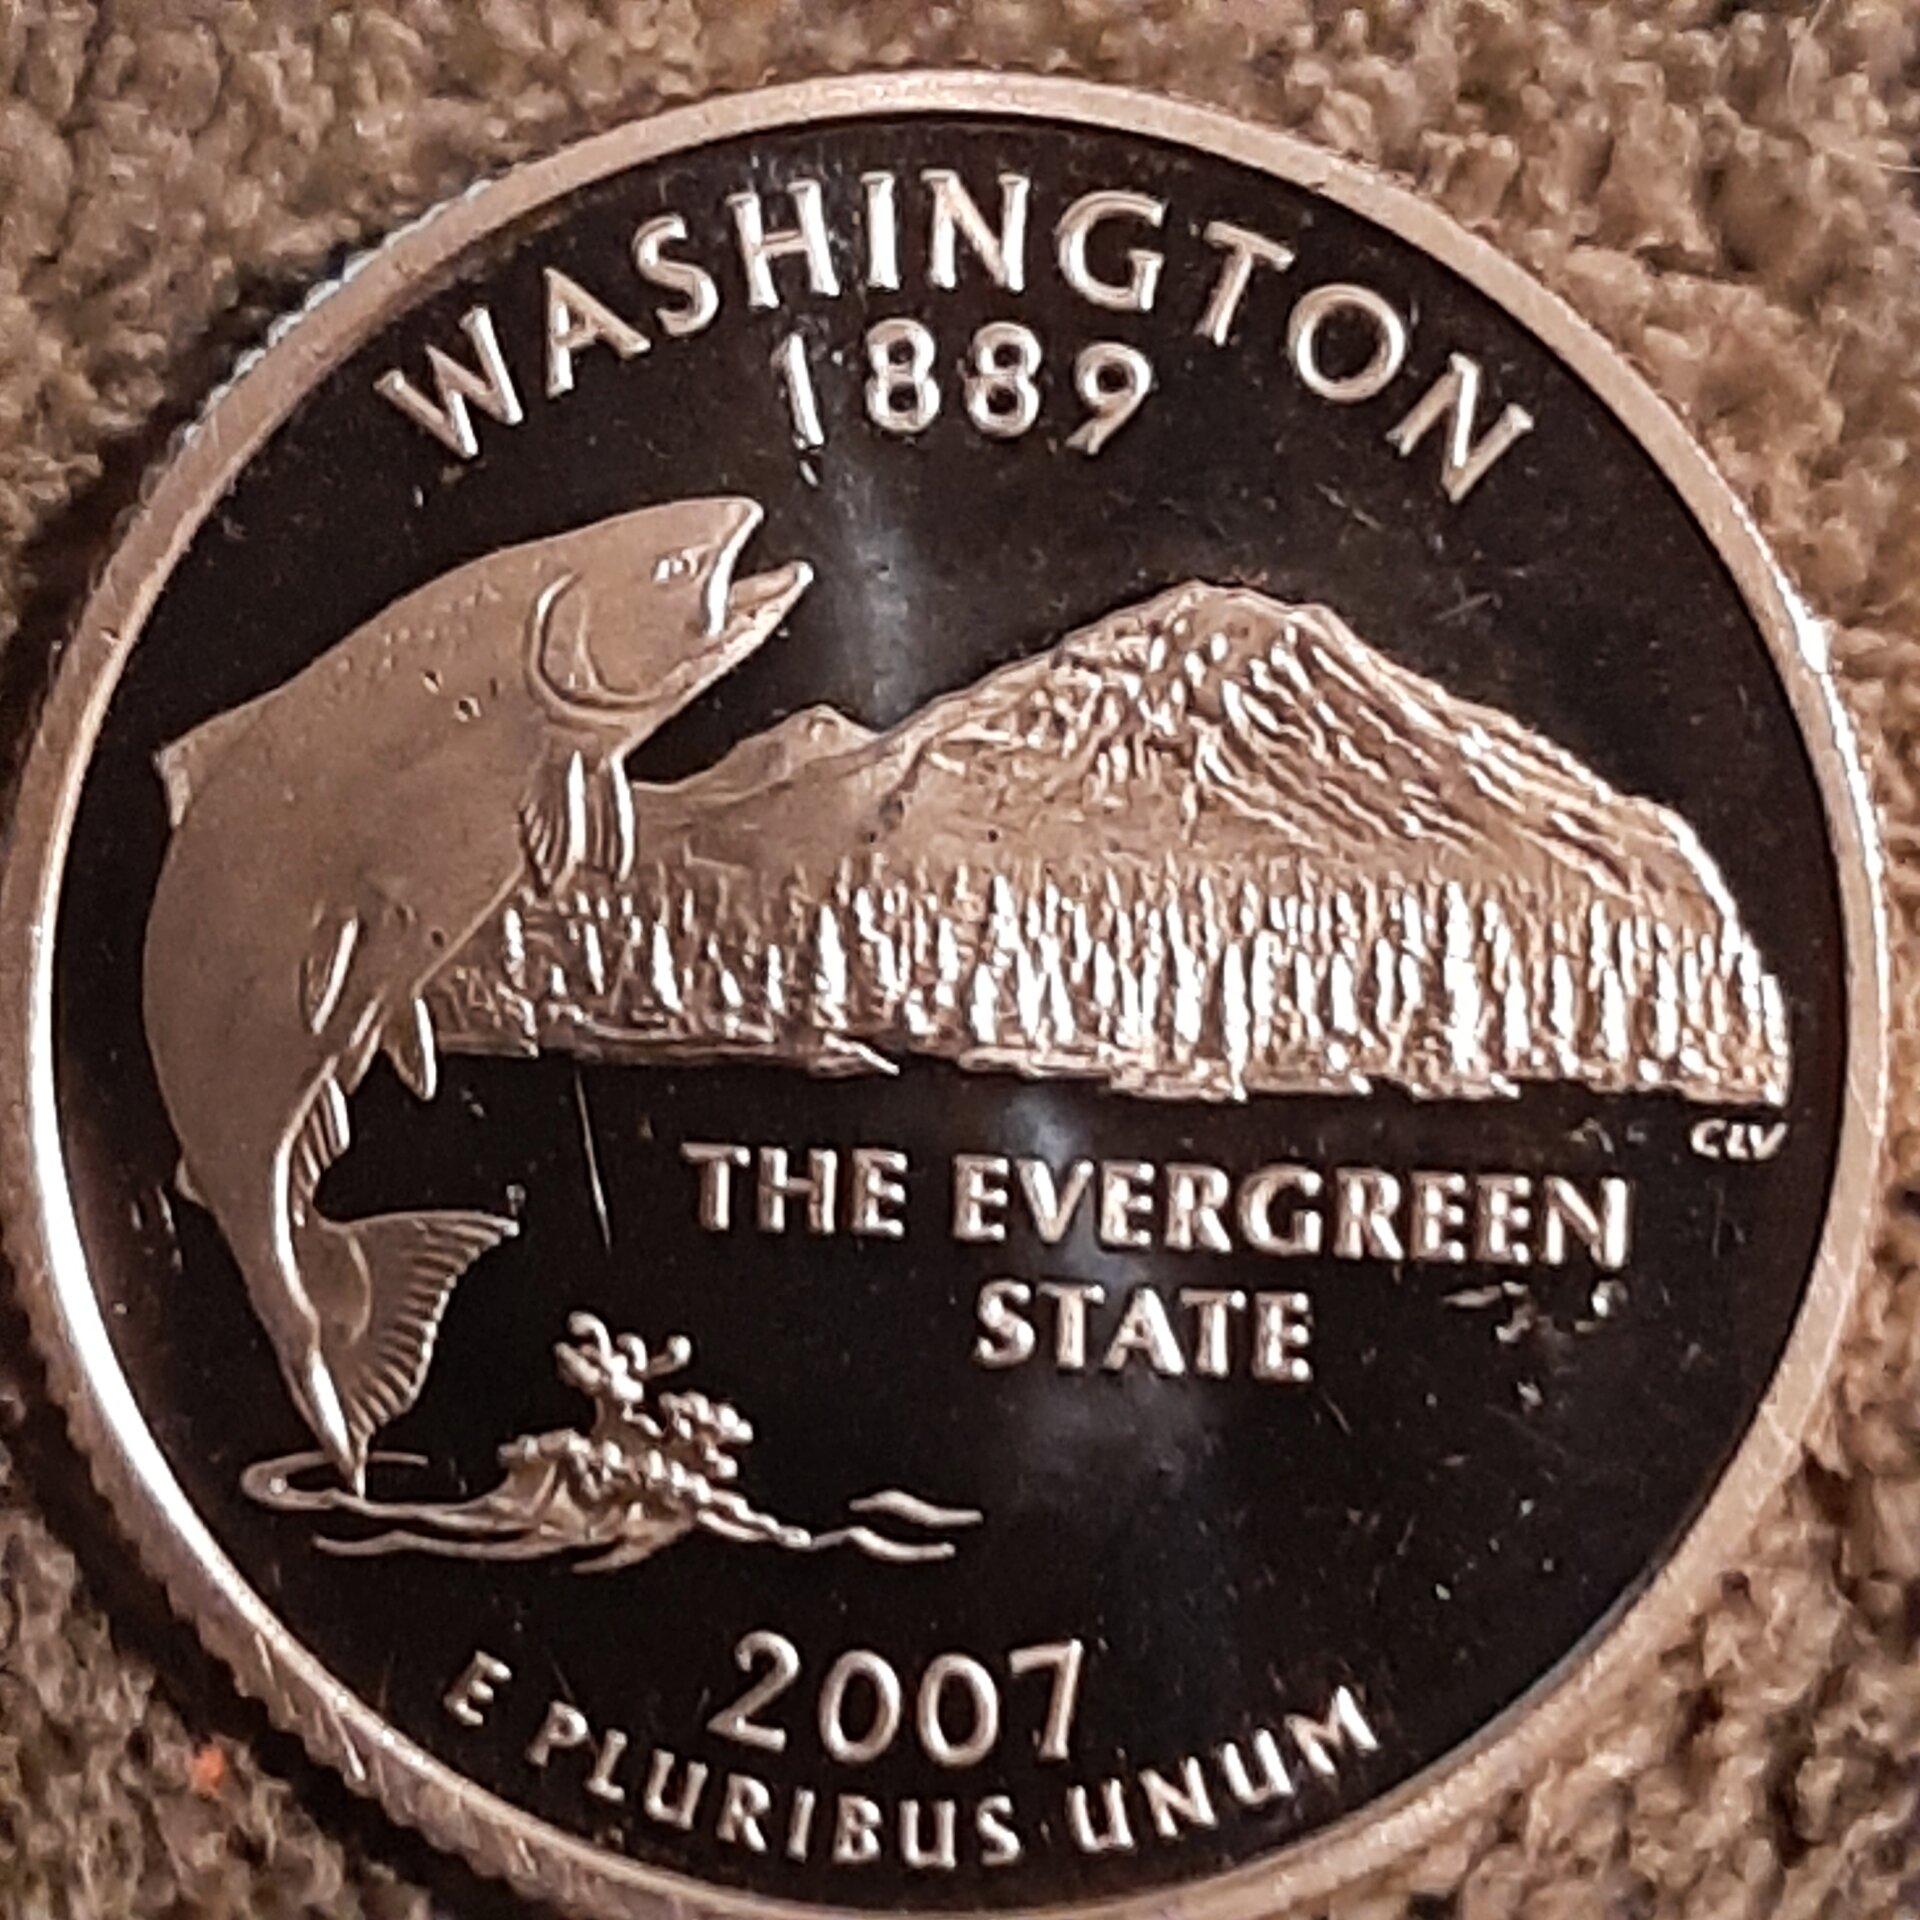 WASHINGTON
1889
CLV
THE EVERGREEN
STATE
2007
E PLURIBUS UNUM